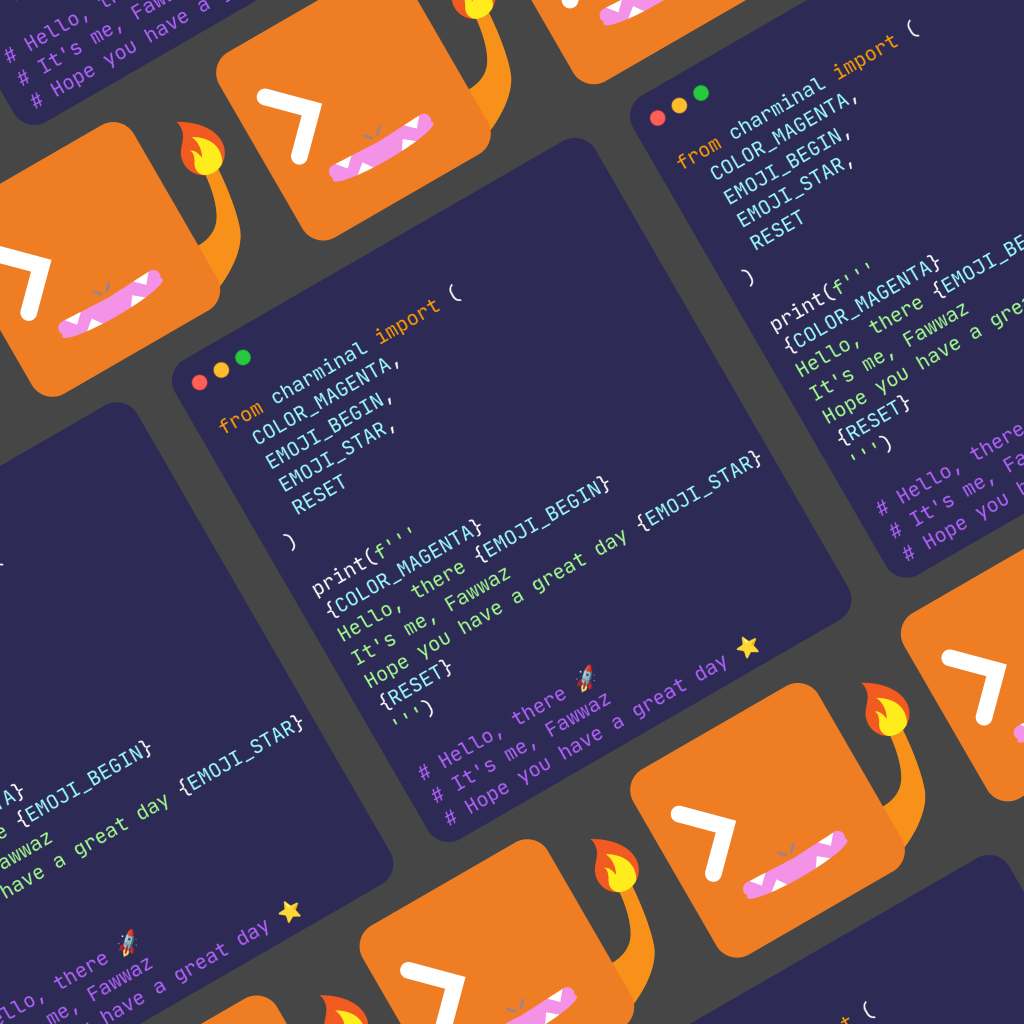 # Hello,
# It's me,
# Hope you have a
from charminal import (
COLOR_MAGENTA,
EMOJI_BEGIN,
EMOJI_STAR,
RESET
)
print(f'''
{COLOR_MAGENTA}
Hello, there {EMOJI_BE
It's me, Fawwaz
Hope you have a grea
{RESET}
''')
# Hello, there
# It's me, Fa
# Hope you h
from charminal import (
COLOR_MAGENTA,
EMOJI_BEGIN,
EMOJI_STAR,
RESET
)
print(f'''
{COLOR_MAGENTA}
Hello, there {EMOJI_BEGIN}
It's me, Fawwaz
Hope you have a great day {EMOJI_STAR}
{RESET}
''')
# Hello, there 🚀
# It's me, Fawwaz
# Hope you have a great day ⭐
TA}
e {EMOJI_BEGIN}
awwaz
have a great day {EMOJI_STAR}
ello, there 🚀
me, Fawwaz
have a great day ⭐
t (